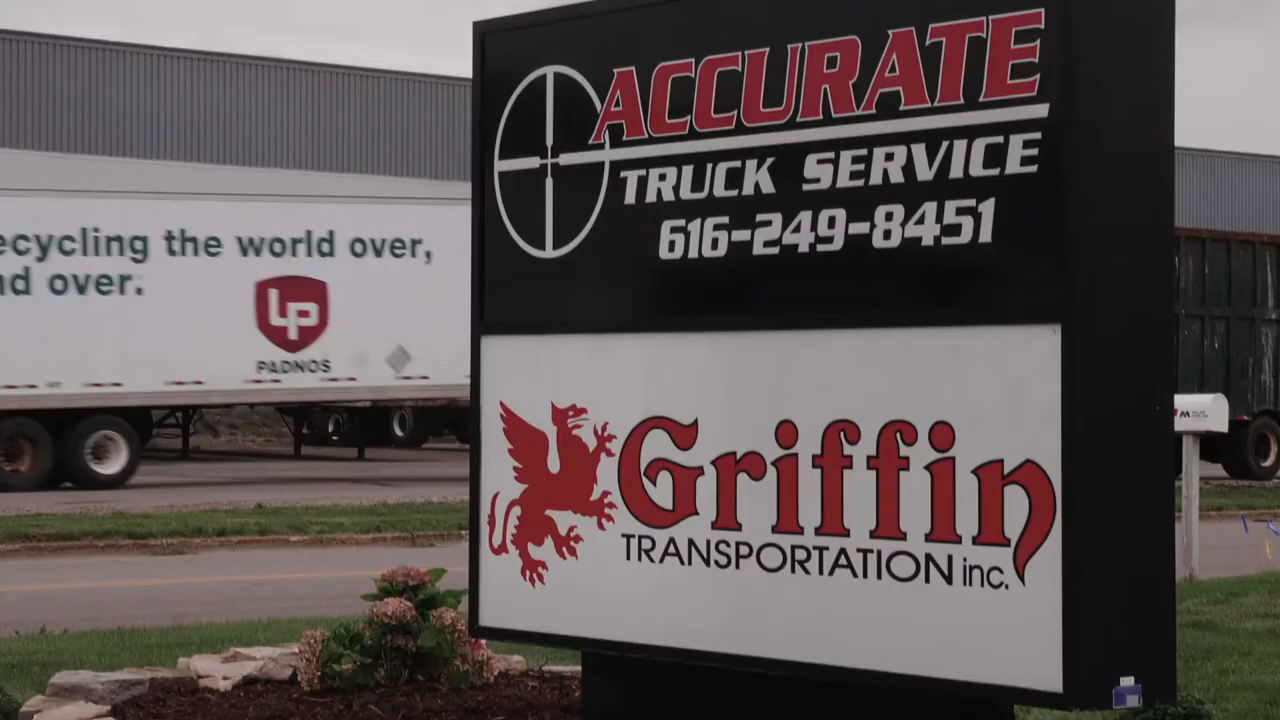 ACCURATE
TRUCK SERVICE
616-249-8451
ecycling the world over,
nd over.
LP
PADNOS
Griffin
TRANSPORTATION inc.